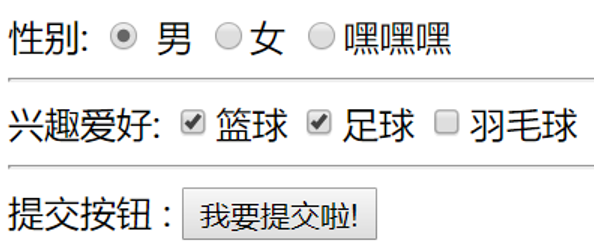 性别: 男 女 嘿嘿嘿
兴趣爱好: 篮球 足球 羽毛球
提交按钮 : 我要提交啦!